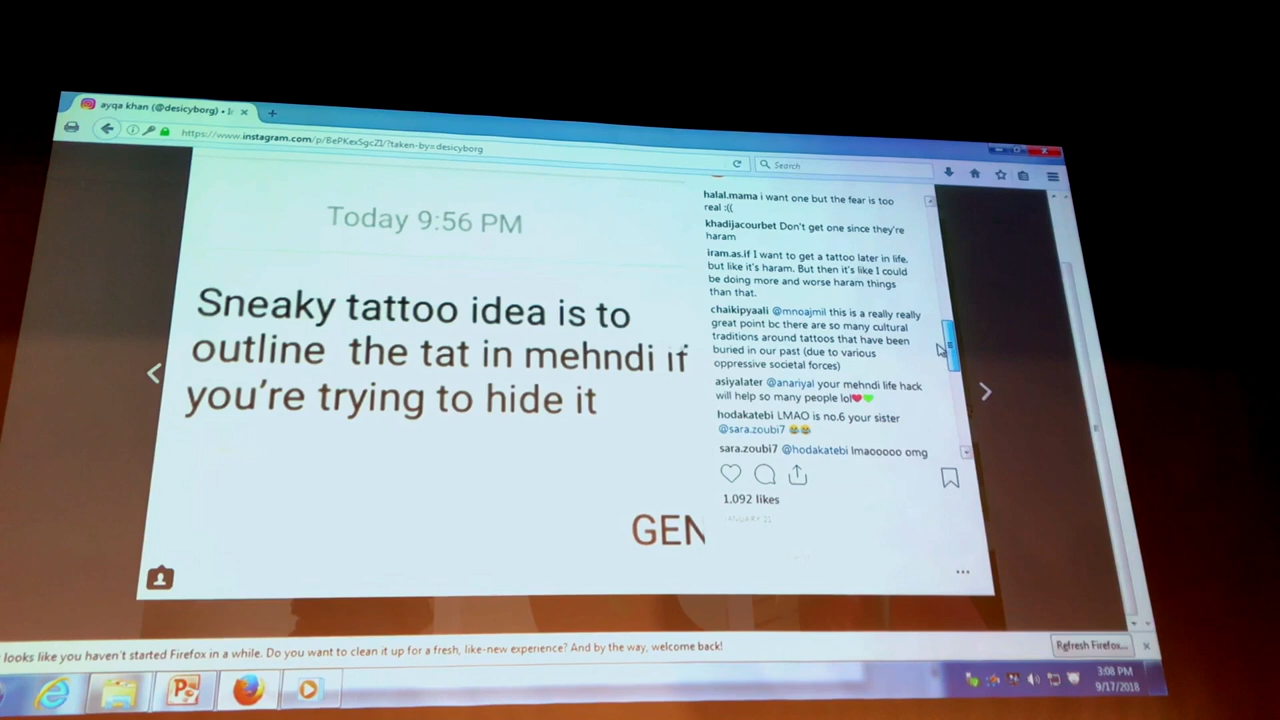 ayqa khan (@desicyborg) •
https://www.instagram.com/p/BePKexSgcZI/?taken-by=desicyborg
Search
Today 9:56 PM
Sneaky tattoo idea is to
outline the tat in mehndi if
you're trying to hide it
GEN
halal.mama i want one but the fear is too
real :((
khadijacourbet Don't get one since they're
haram
iram.as.if I want to get a tattoo later in life,
but like it's haram. But then it's like I could
be doing more and worse haram things
than that.
chaikipyaali @mnoajmil this is a really really
great point bc there are so many cultural
traditions around tattoos that have been
buried in our past (due to various
oppressive societal forces)
asiyalater @anariyal your mehndi life hack
will help so many people lol❤️💚
hodakatebi LMAO is no.6 your sister
@sara.zoubi7 😂😂
sara.zoubi7 @hodakatebi lmaooooo omg
1,092 likes
ANUARY 21
looks like you haven't started Firefox in a while. Do you want to clean it up for a fresh, like-new experience? And by the way, welcome back!
Refresh Firefox...
3:08 PM
9/17/2018